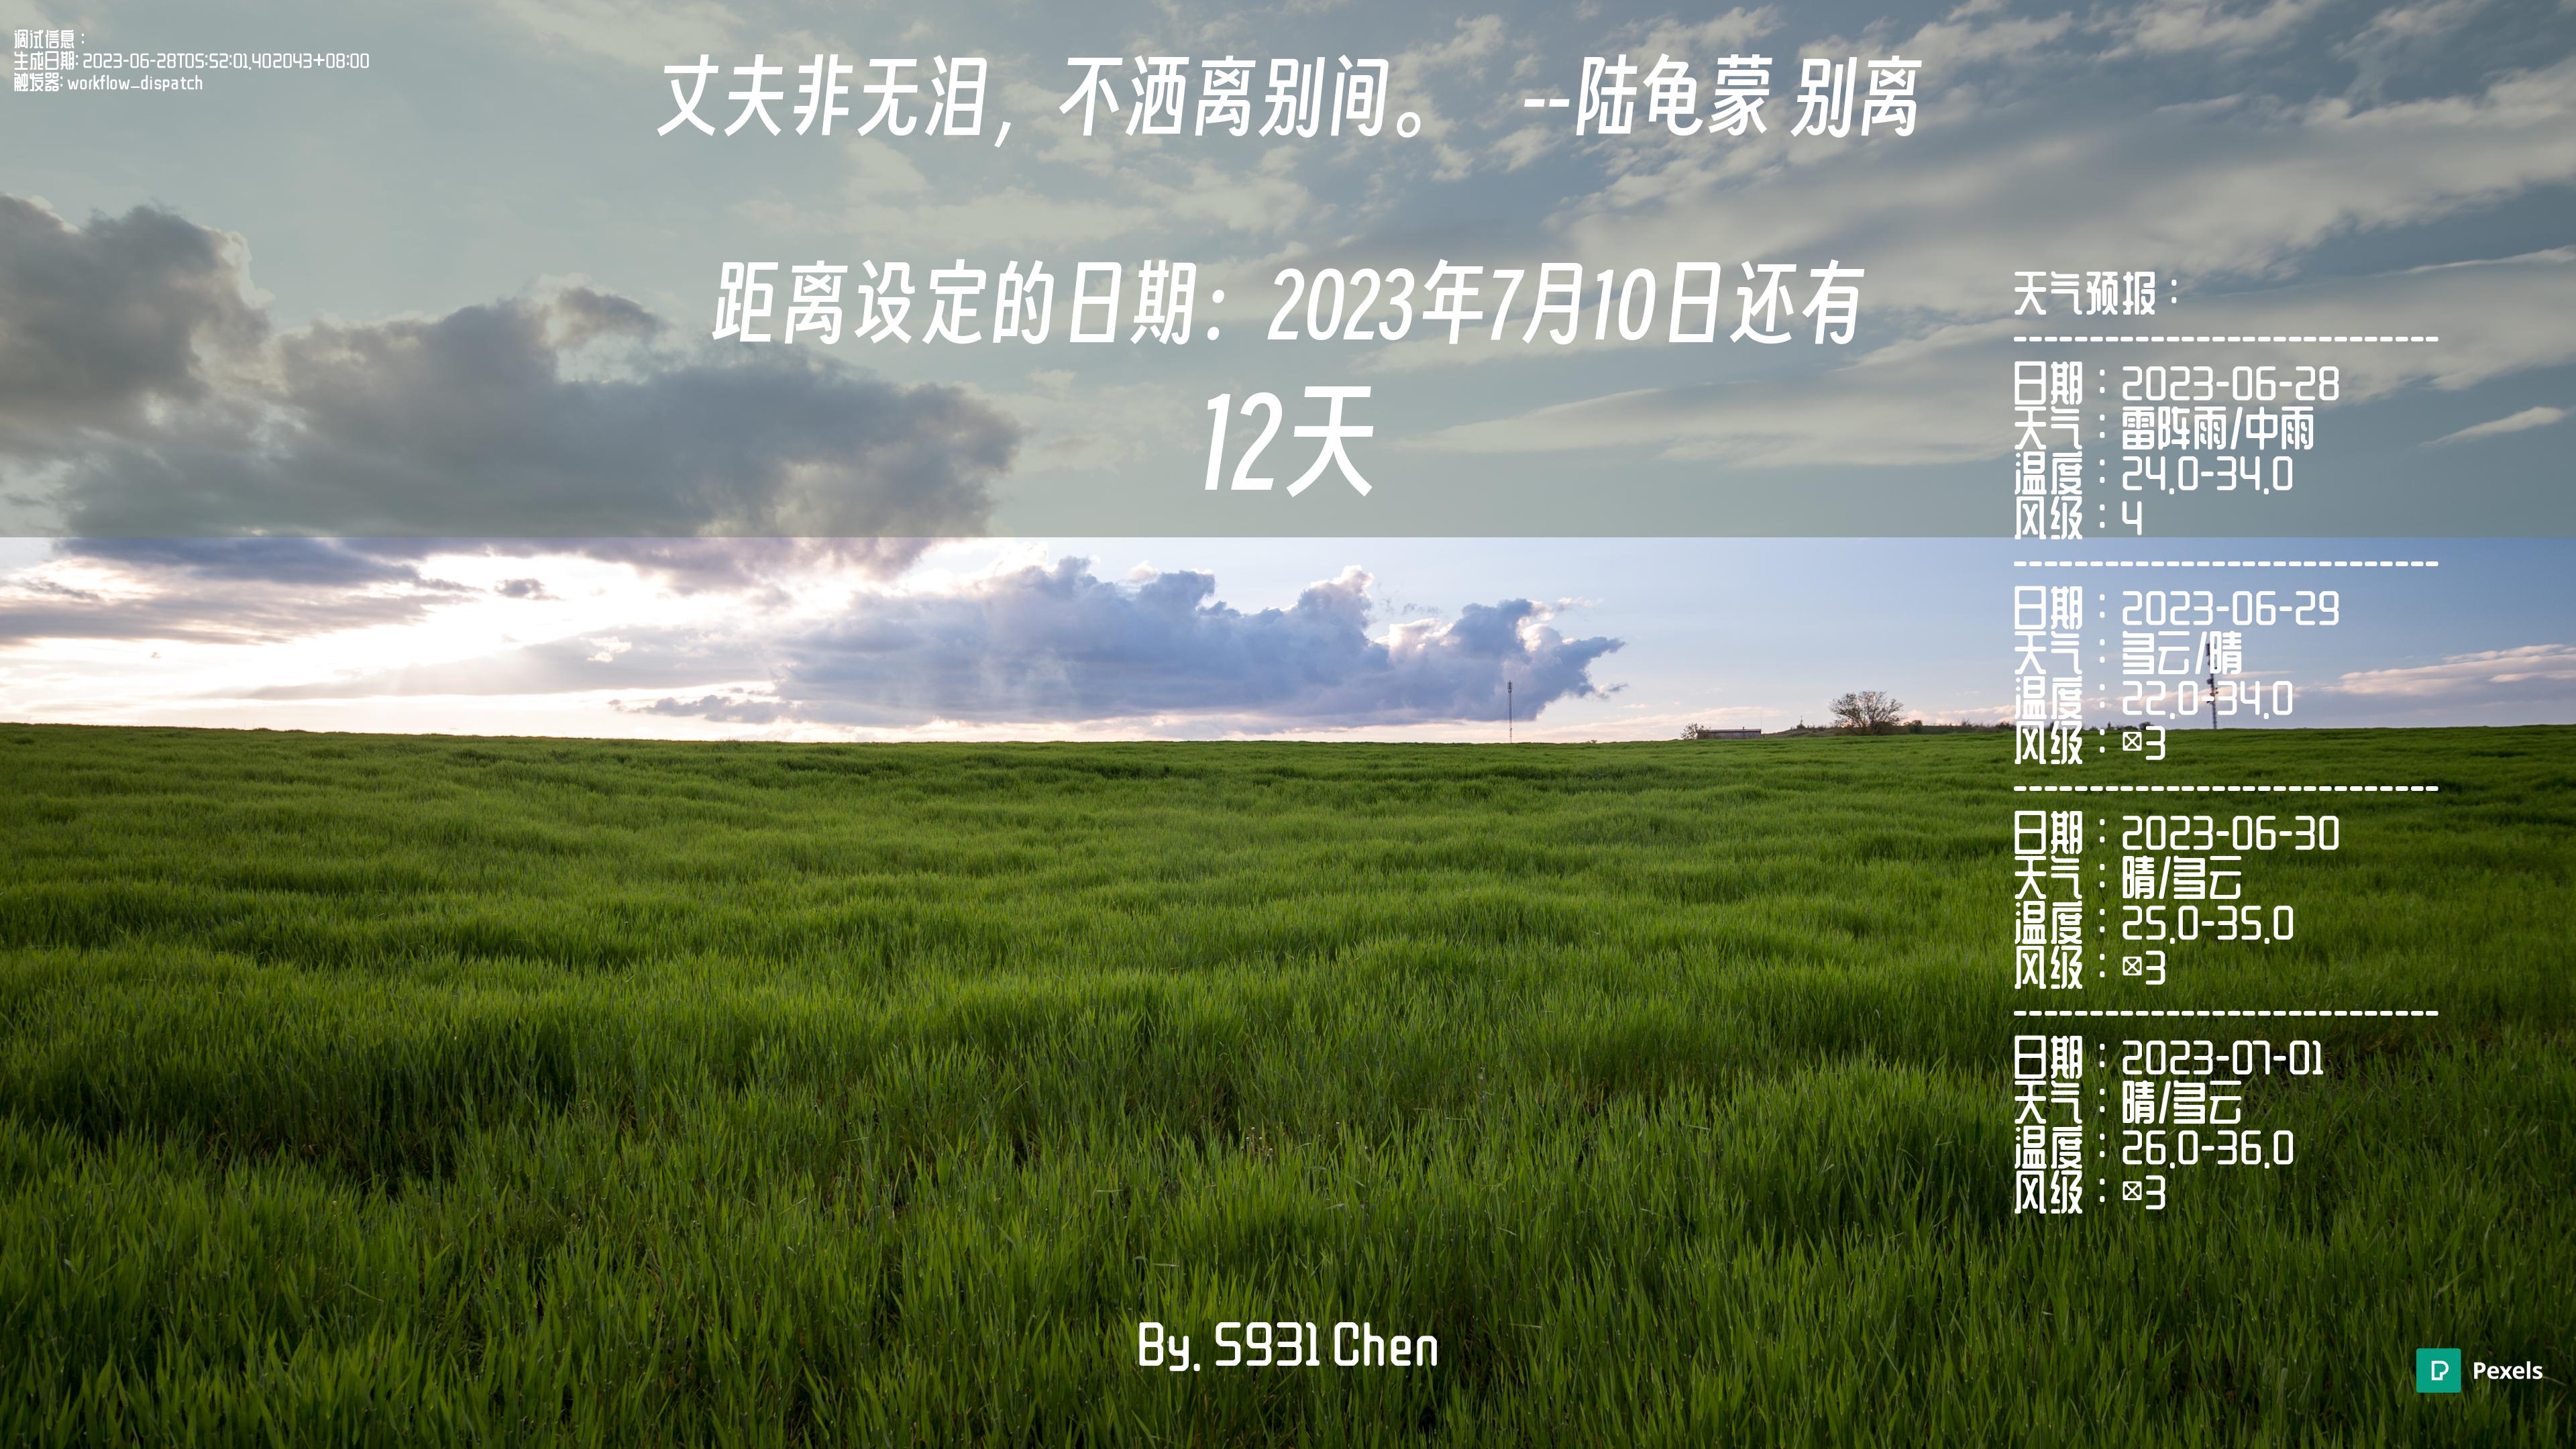 调试信息：
生成日期: 2023-06-28T05:52:01.402043+08:00
触发器: workflow_dispatch
丈夫非无泪，不洒离别间。 --陆龟蒙 别离
距离设定的日期：2023年7月10日还有
12天
天气预报：
----------------------------
日期：2023-06-28
天气：雷阵雨/中雨
温度：24.0-34.0
风级：4
----------------------------
日期：2023-06-29
天气：多云/晴
温度：22.0-34.0
风级：3
----------------------------
日期：2023-06-30
天气：晴/多云
温度：25.0-35.0
风级：3
----------------------------
日期：2023-07-01
天气：晴/多云
温度：26.0-36.0
风级：3
By. S931 Chen
Pexels